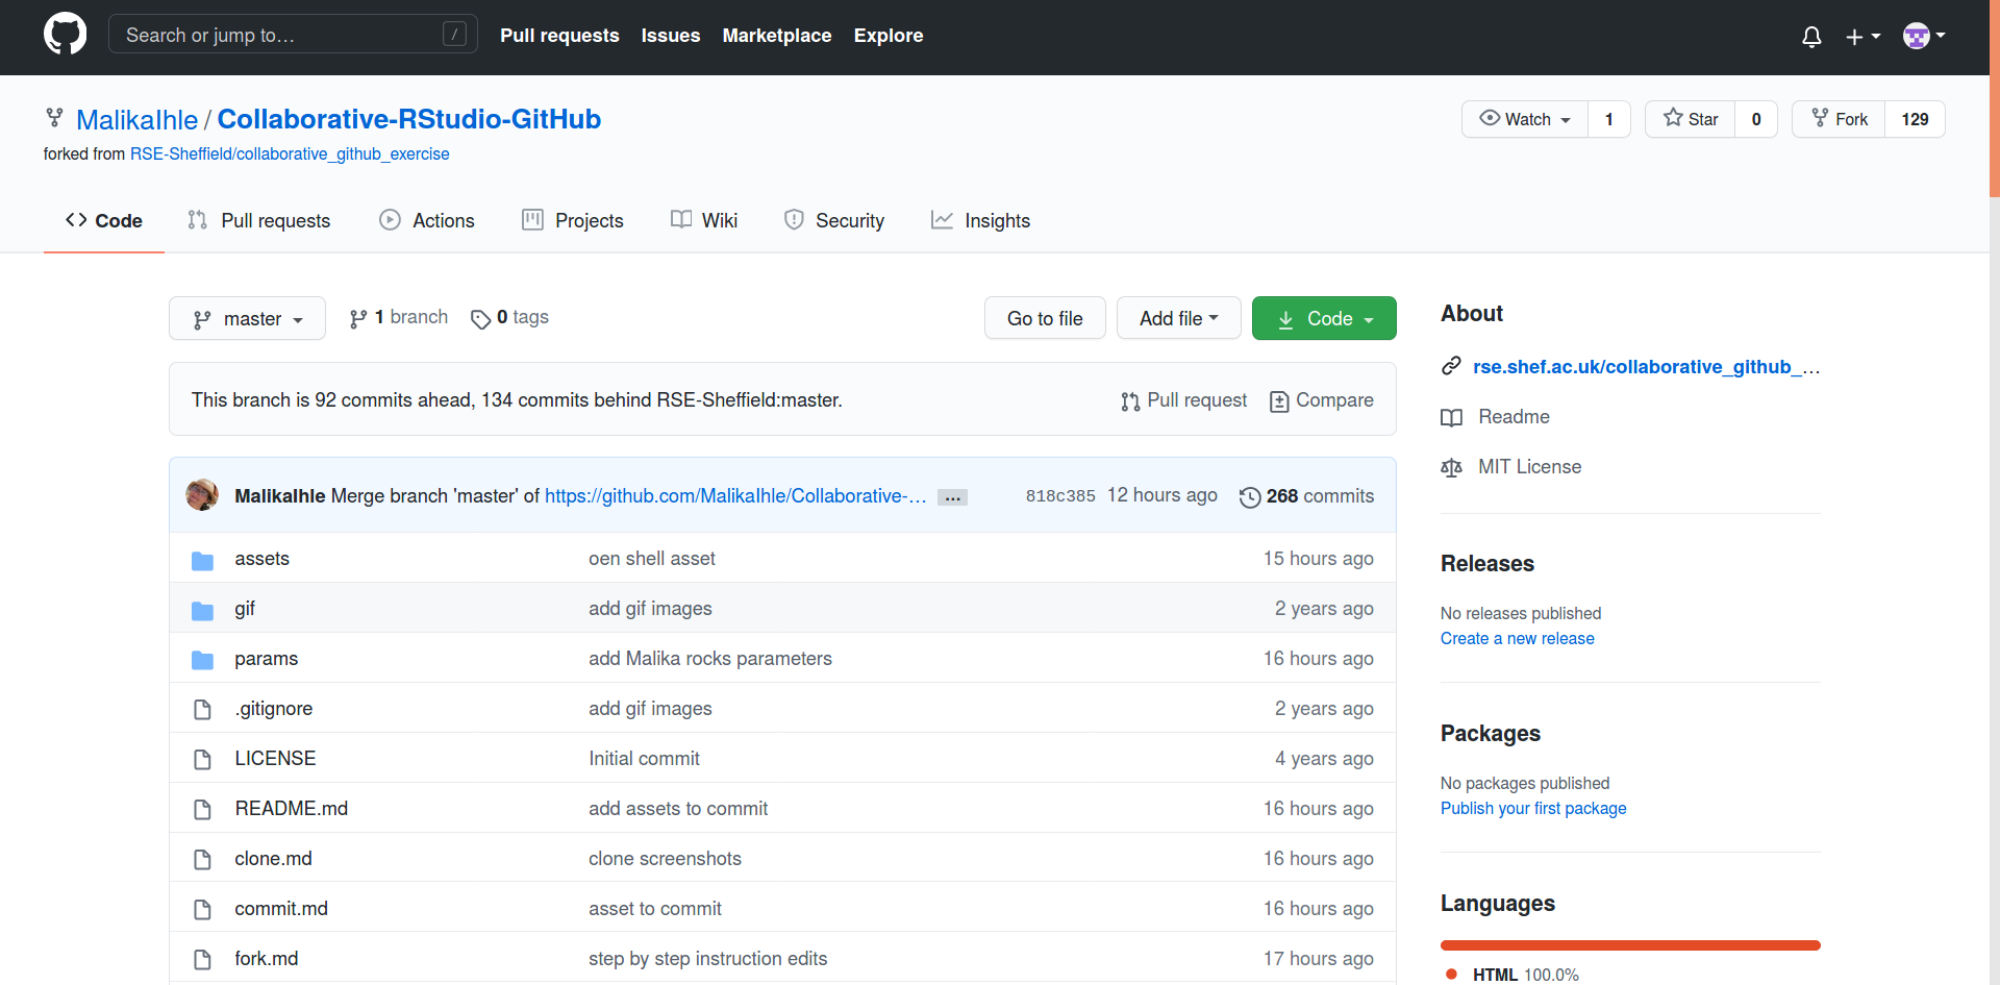 Search or jump to… /
Pull requests Issues Marketplace Explore
MalikaIhle / Collaborative-RStudio-GitHub
Watch 1 Star 0 Fork 129
forked from RSE-Sheffield/collaborative_github_exercise
Code Pull requests Actions Projects Wiki Security Insights
master 1 branch 0 tags Go to file Add file Code
This branch is 92 commits ahead, 134 commits behind RSE-Sheffield:master. Pull request Compare
MalikaIhle Merge branch 'master' of https://github.com/MalikaIhle/Collaborative-… ... 818c385 12 hours ago 268 commits
assets oen shell asset 15 hours ago
gif add gif images 2 years ago
params add Malika rocks parameters 16 hours ago
.gitignore add gif images 2 years ago
LICENSE Initial commit 4 years ago
README.md add assets to commit 16 hours ago
clone.md clone screenshots 16 hours ago
commit.md asset to commit 16 hours ago
fork.md step by step instruction edits 17 hours ago
About
rse.shef.ac.uk/collaborative_github_…
Readme
MIT License
Releases
No releases published
Create a new release
Packages
No packages published
Publish your first package
Languages
HTML 100.0%